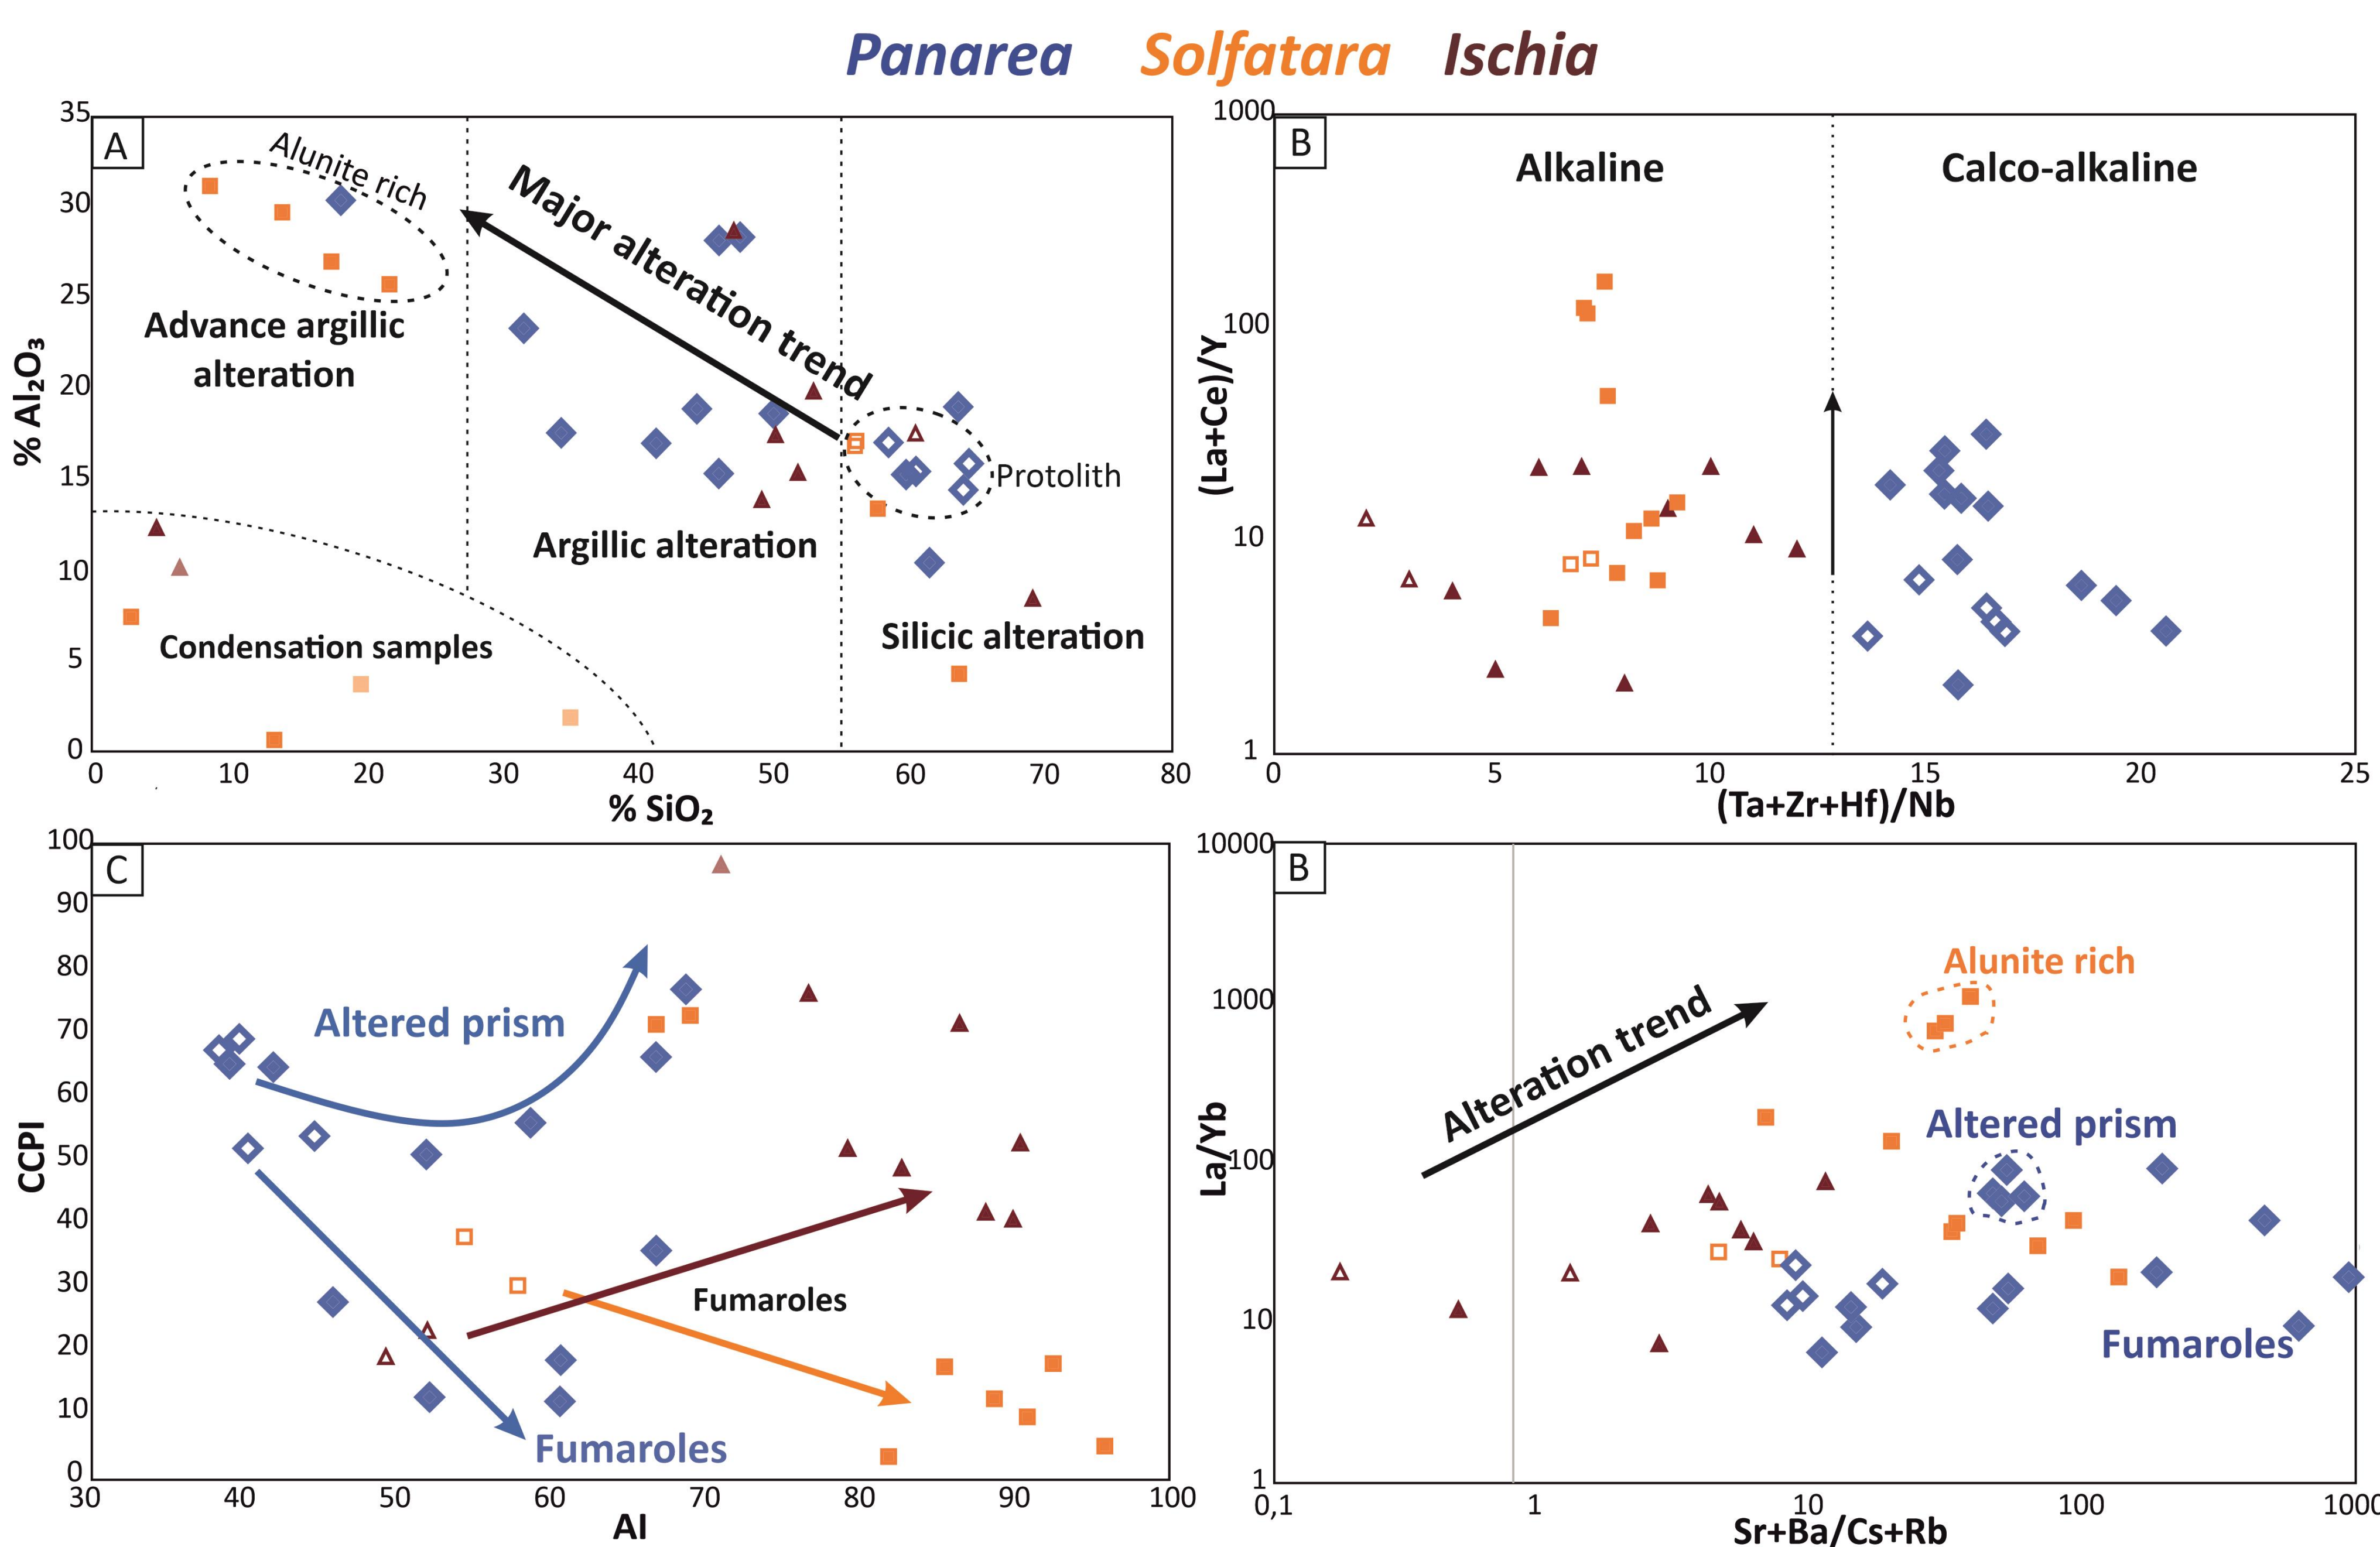 Panarea Solfatara Ischia
A
35
30
25
20
15
10
5
0
% Al₂O₃
Alunite rich
Major alteration trend
Advance argillic
alteration
Protolith
Argillic alteration
Condensation samples
Silicic alteration
0 10 20 30 40 50 60 70 80
% SiO₂
B
1000
100
10
1
(La+Ce)/Y
Alkaline
Calco-alkaline
0 5 10 15 20 25
(Ta+Zr+Hf)/Nb
C
100
90
80
70
60
50
40
30
20
10
0
CCPI
Altered prism
Fumaroles
Fumaroles
30 40 50 60 70 80 90 100
AI
B
10000
1000
100
10
1
La/Yb
Alteration trend
Alunite rich
Altered prism
Fumaroles
0,1 1 10 100 1000
Sr+Ba/Cs+Rb